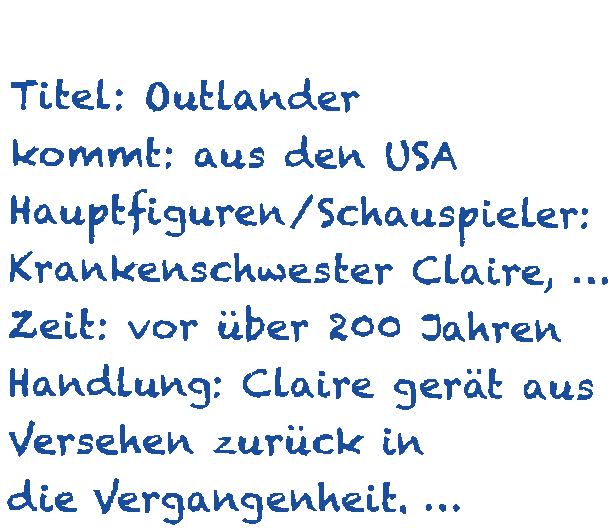 Titel: Outlander
kommt: aus den USA
Hauptfiguren/Schauspieler:
Krankenschwester Claire, ...
Zeit: vor über 200 Jahren
Handlung: Claire gerät aus
Versehen zurück in
die Vergangenheit. ...